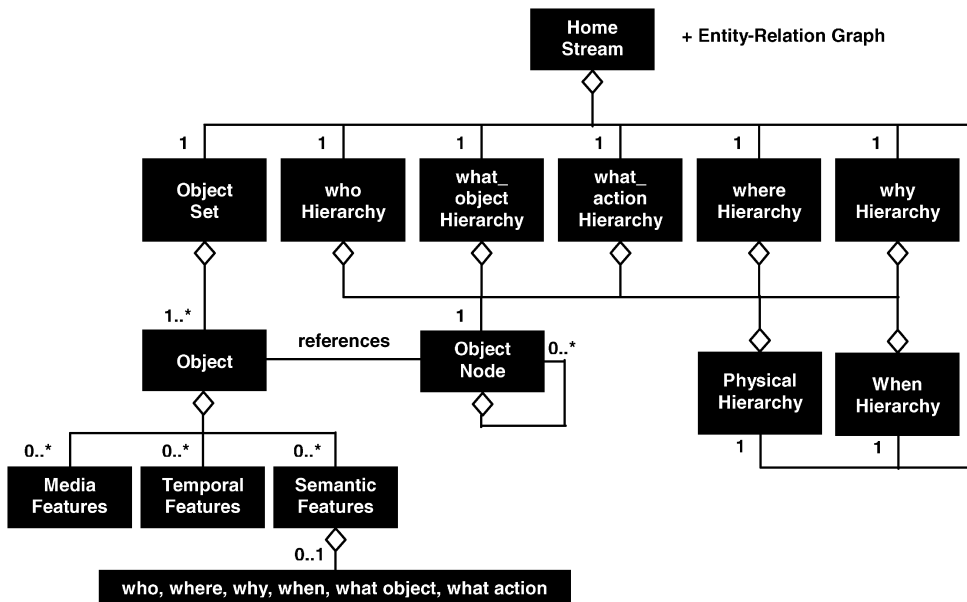 Home
Stream
+ Entity-Relation Graph
1
1
1
1
1
1
Object
Set
who
Hierarchy
what_
object
Hierarchy
what_
action
Hierarchy
where
Hierarchy
why
Hierarchy
1..*
1
Object
references
Object
Node
0..*
Physical
Hierarchy
When
Hierarchy
0..*
0..*
0..*
1
1
Media
Features
Temporal
Features
Semantic
Features
0..1
who, where, why, when, what object, what action